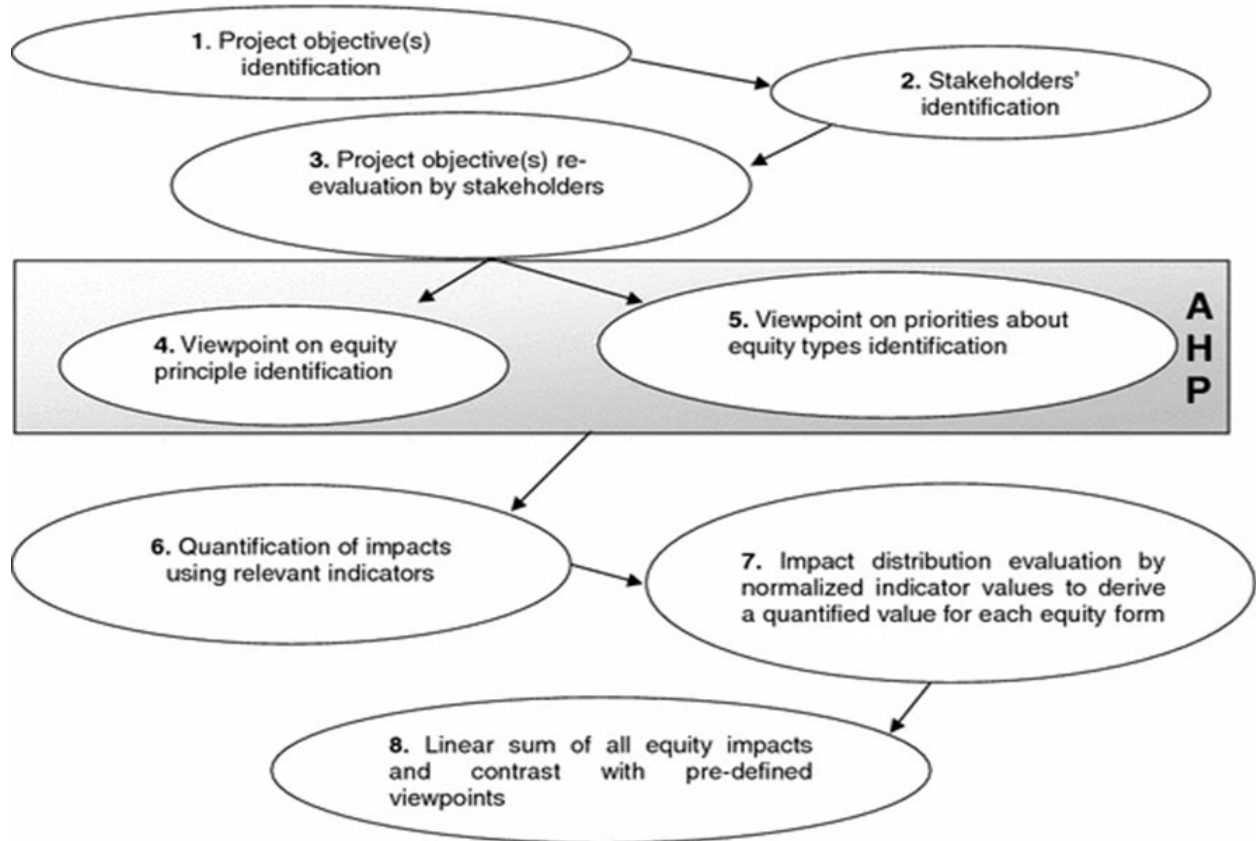 1. Project objective(s)
identification
2. Stakeholders'
identification
3. Project objective(s) re-
evaluation by stakeholders
4. Viewpoint on equity
principle identification
5. Viewpoint on priorities about
equity types identification
A
H
P
6. Quantification of impacts
using relevant indicators
7. Impact distribution evaluation by
normalized indicator values to derive
a quantified value for each equity form
8. Linear sum of all equity impacts
and contrast with pre-defined
viewpoints